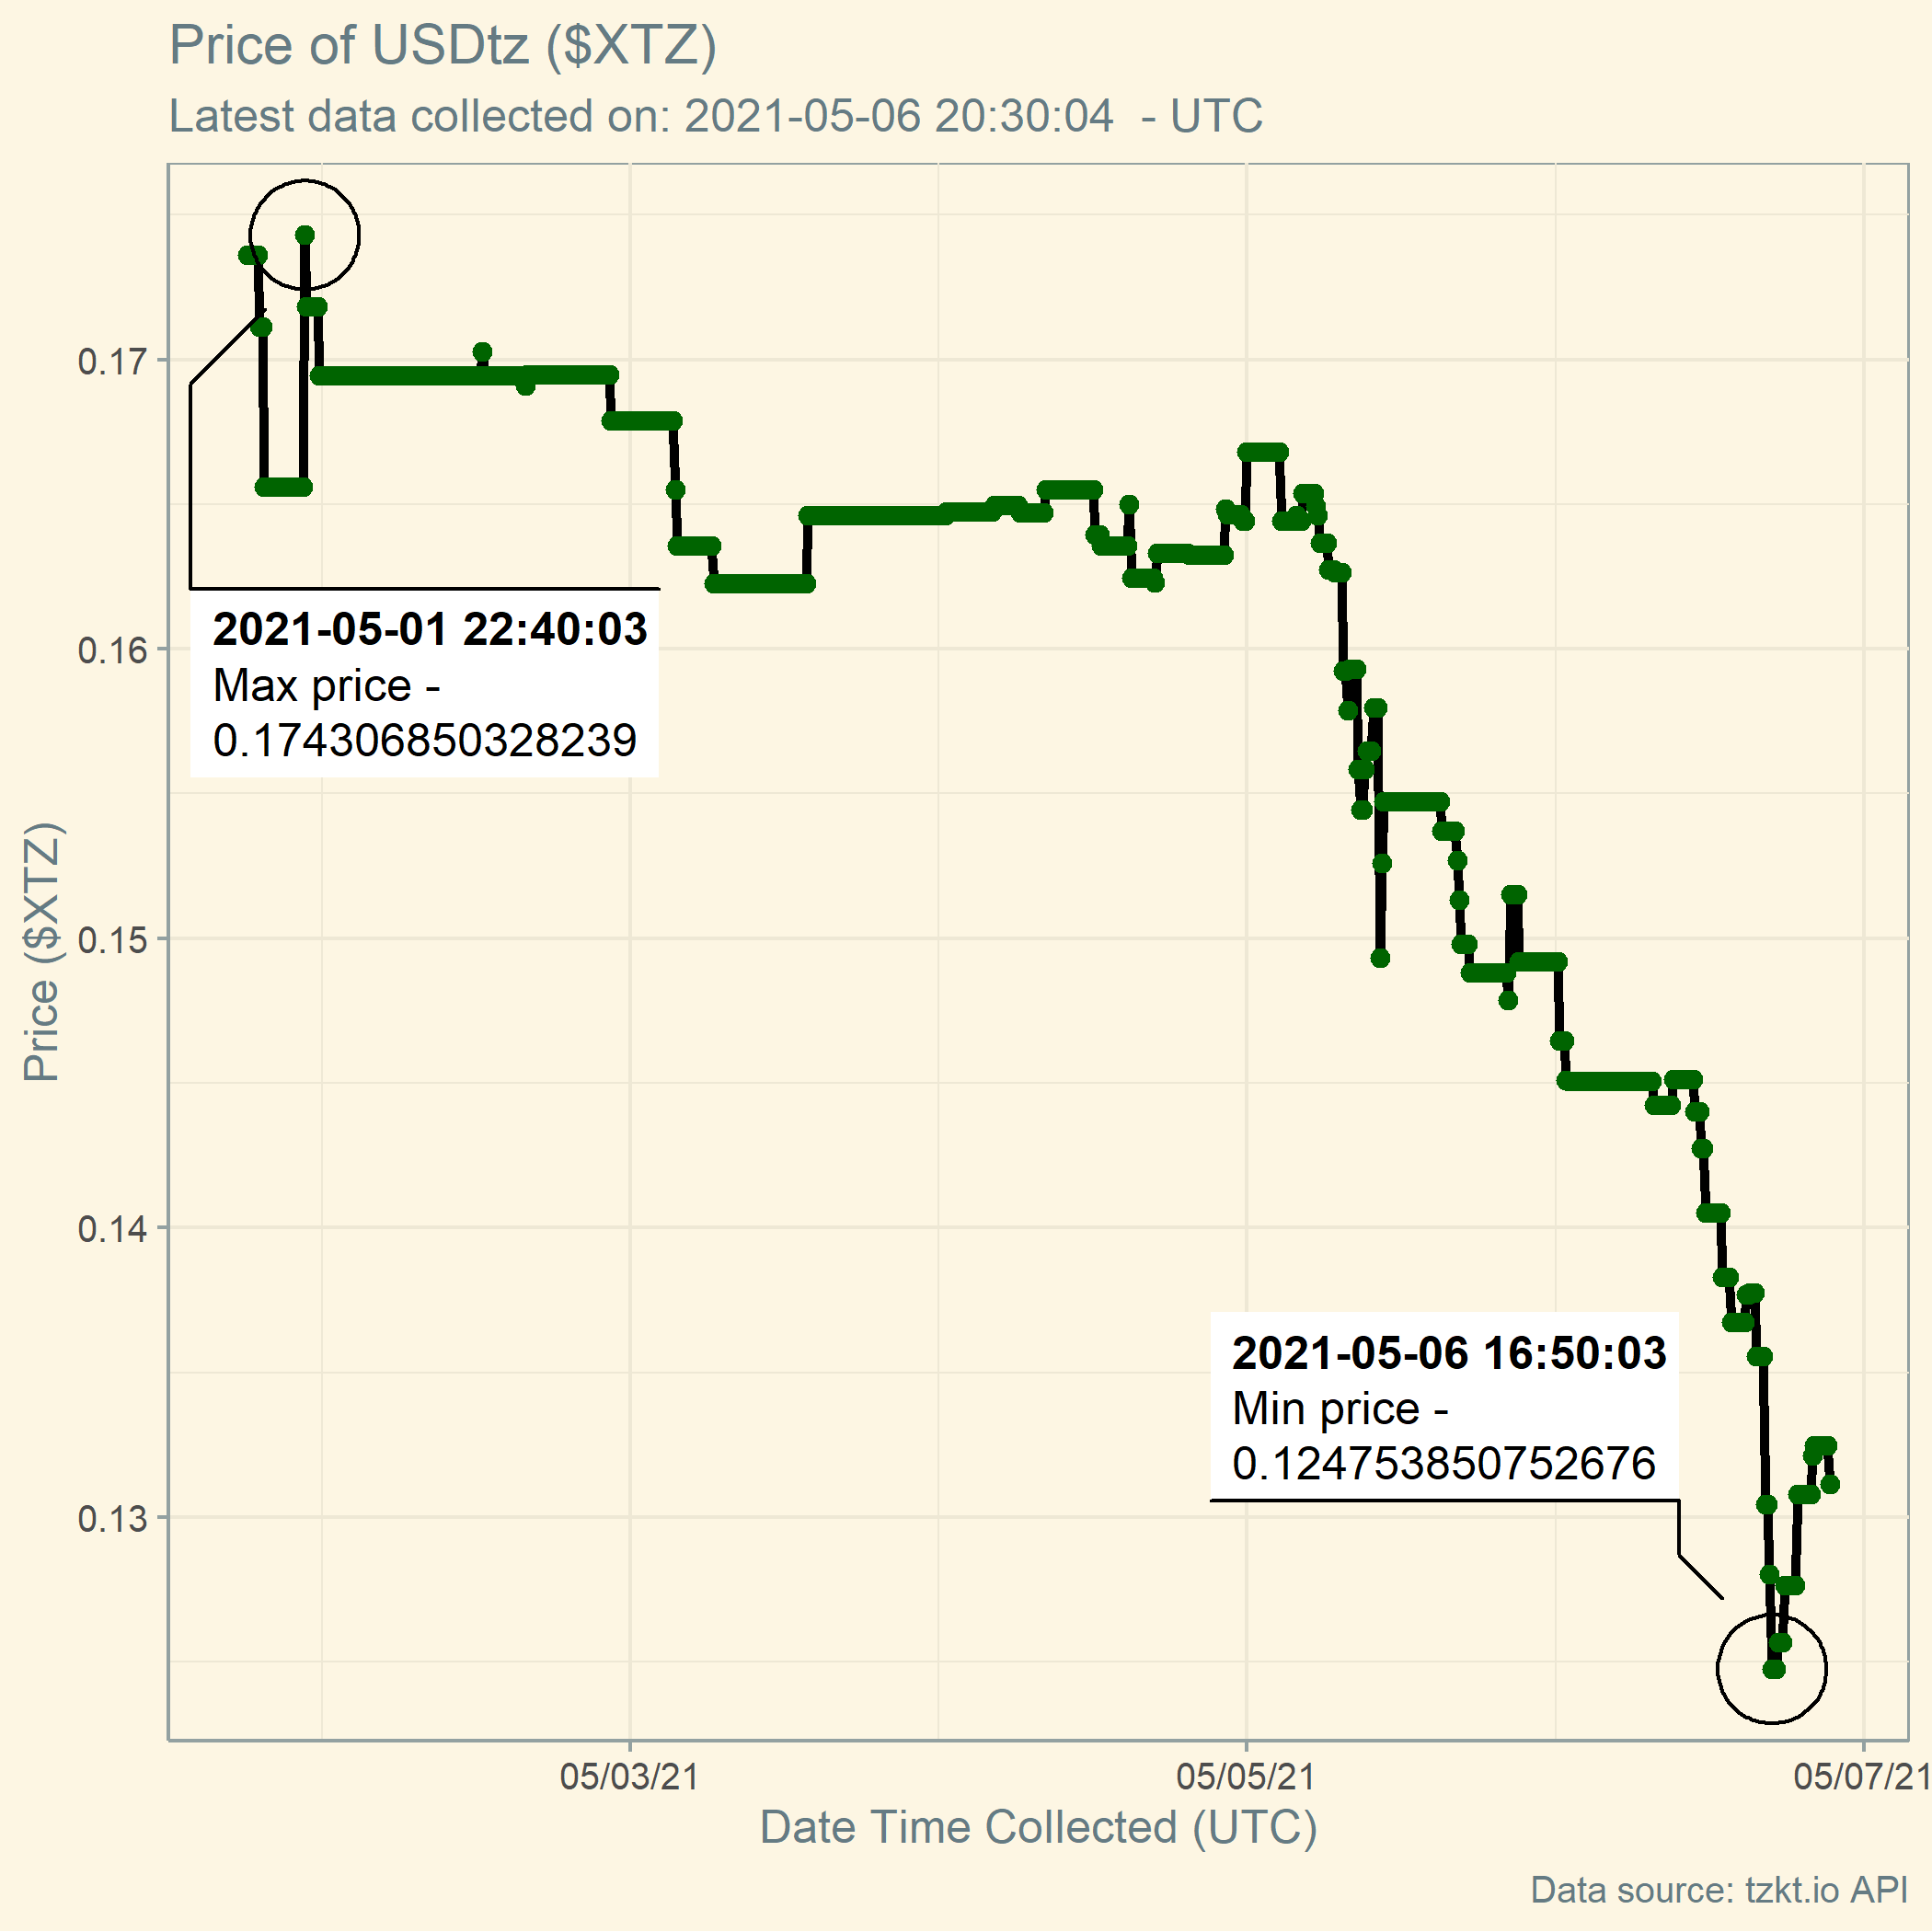 Price of USDtz ($XTZ)
Latest data collected on: 2021-05-06 20:30:04  - UTC
Price ($XTZ)
0.17
0.16
0.15
0.14
0.13
2021-05-01 22:40:03
Max price -
0.174306850328239
2021-05-06 16:50:03
Min price -
0.124753850752676
05/03/21
05/05/21
05/07/21
Date Time Collected (UTC)
Data source: tzkt.io API